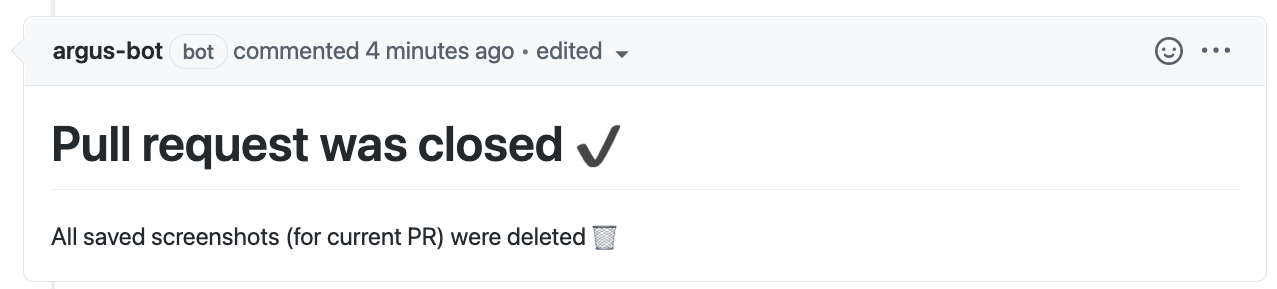 argus-bot bot commented 4 minutes ago • edited
Pull request was closed ✔️
All saved screenshots (for current PR) were deleted 🗑️